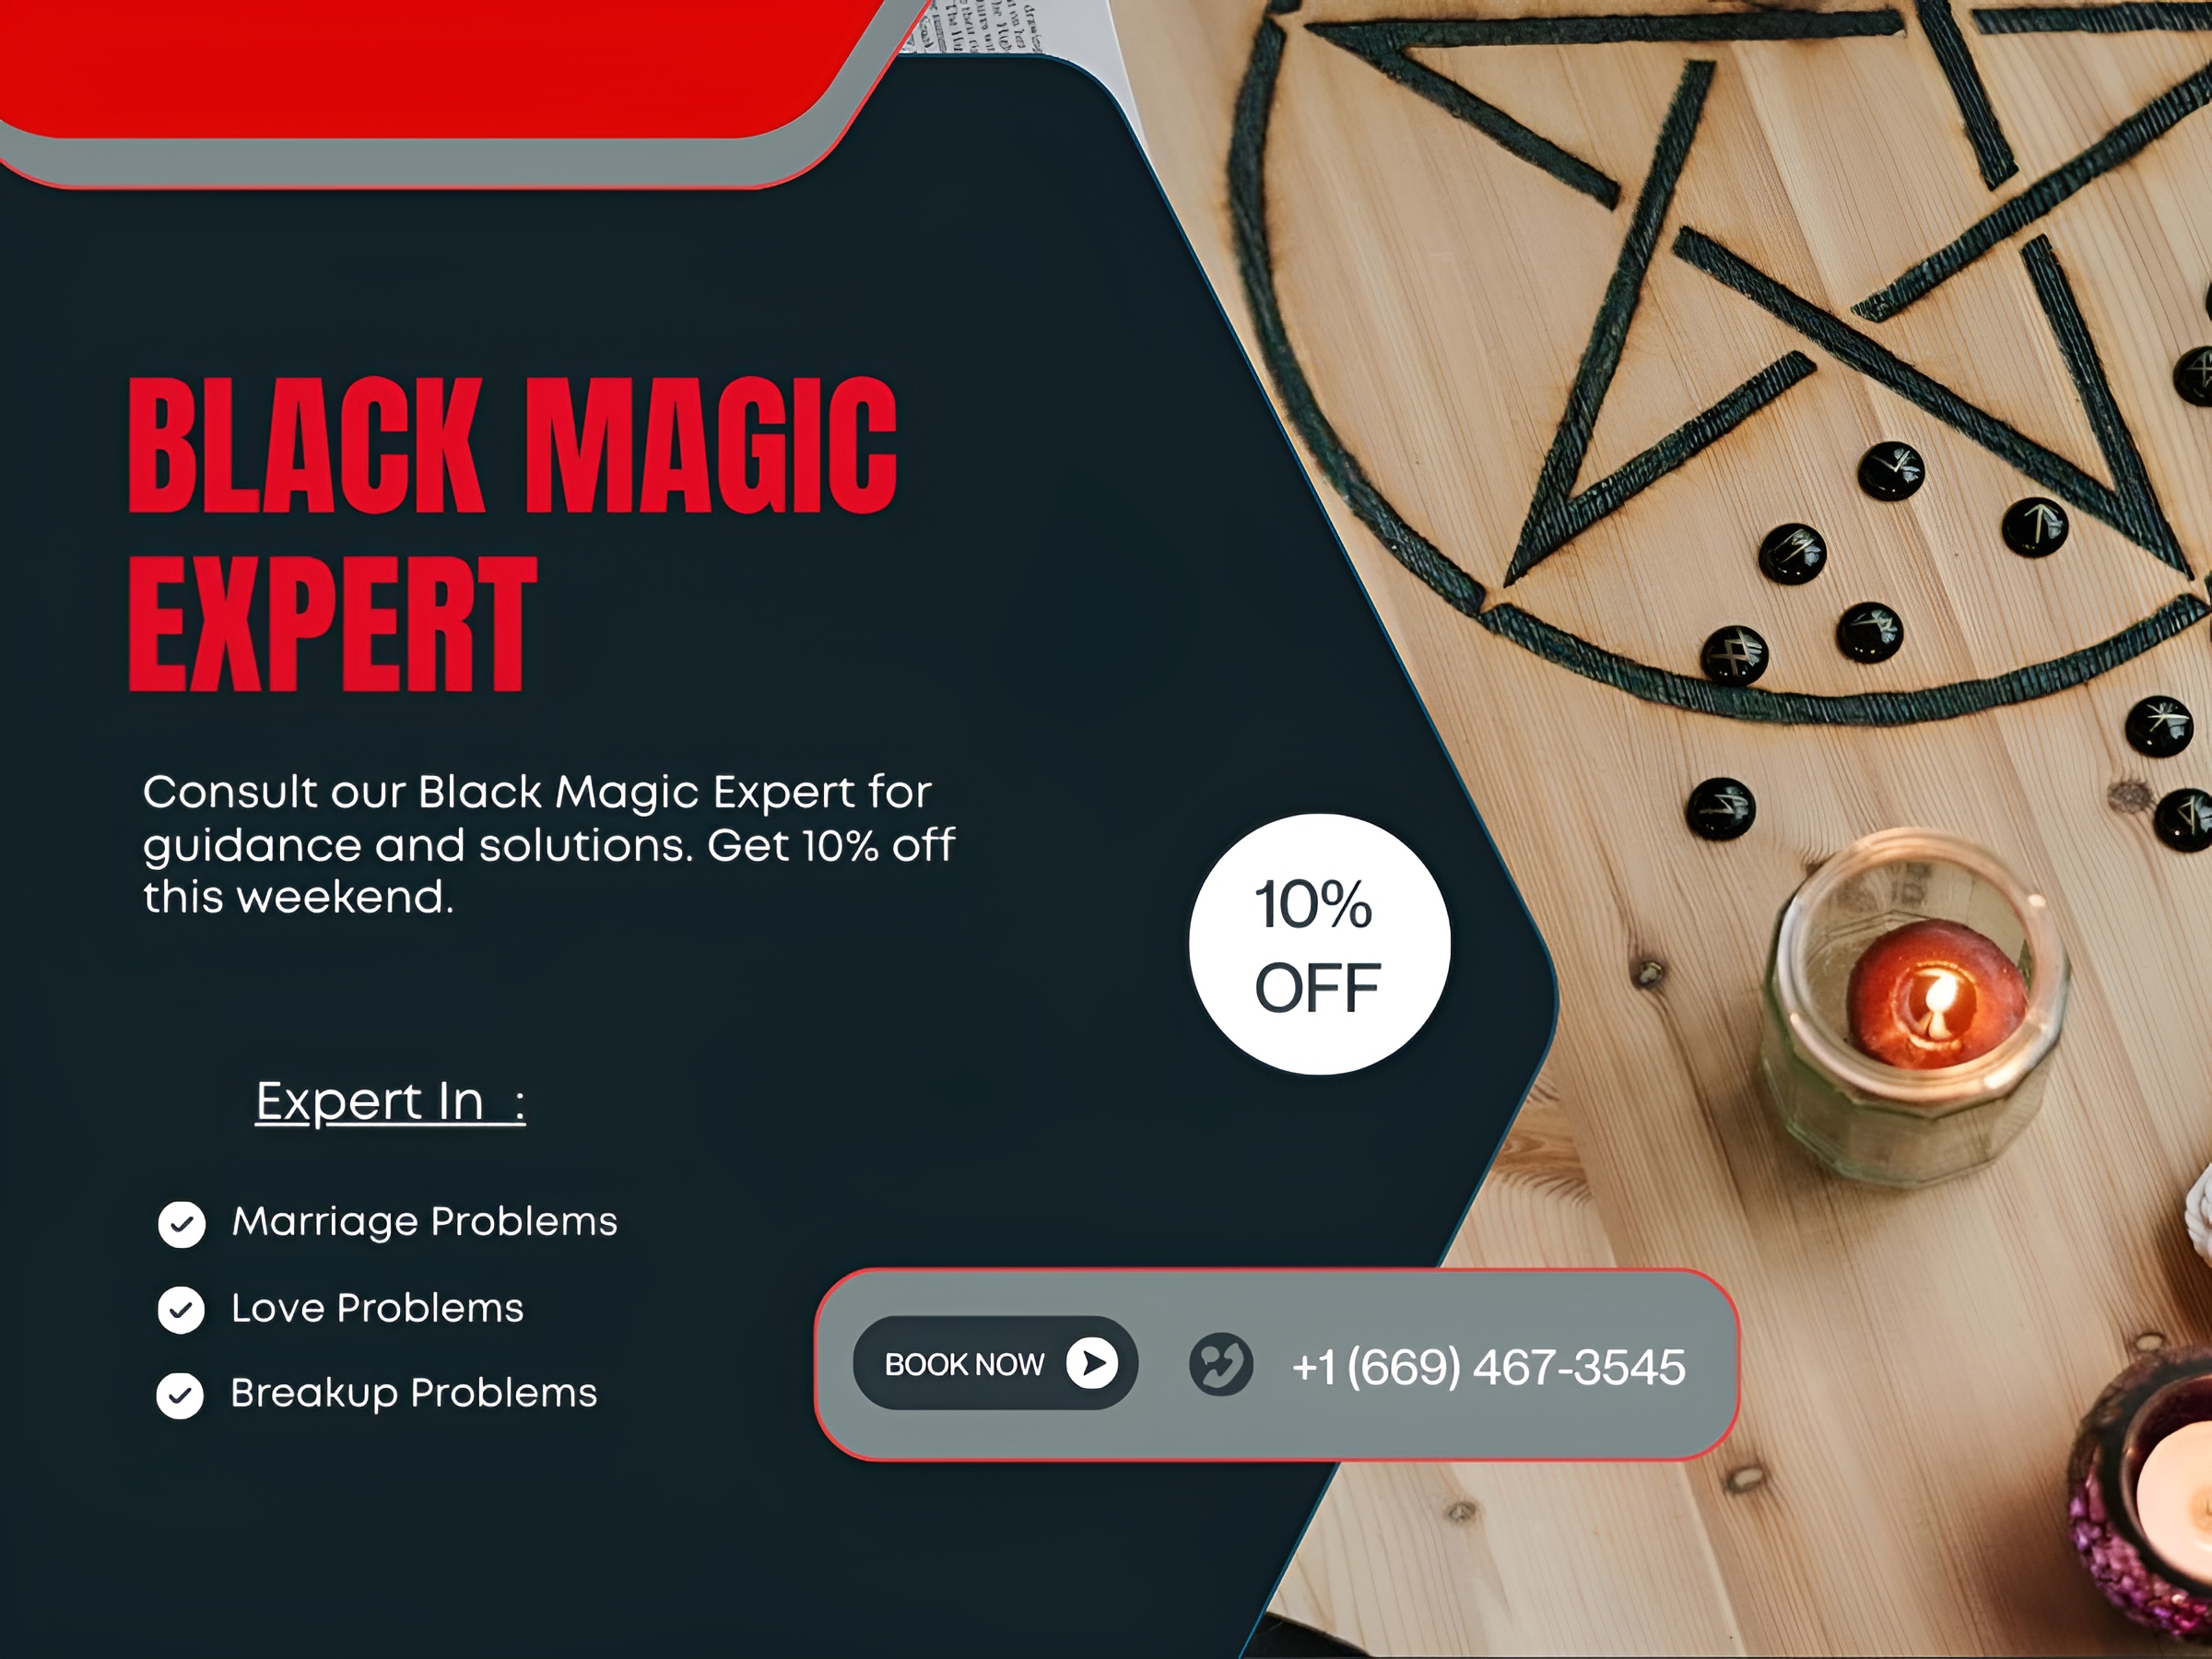 BLACK MAGIC
EXPERT
Consult our Black Magic Expert for
guidance and solutions. Get 10% off
this weekend.
10%
OFF
Expert In  :
Marriage Problems
Love Problems
Breakup Problems
BOOK NOW
+1 (669) 467-3545